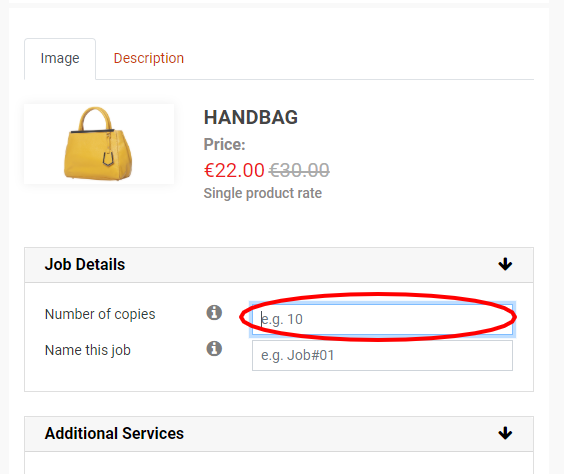 Image Description
HANDBAG
Price:
€22.00 €30.00
Single product rate
Job Details
Number of copies e.g. 10
Name this job e.g. Job#01
Additional Services